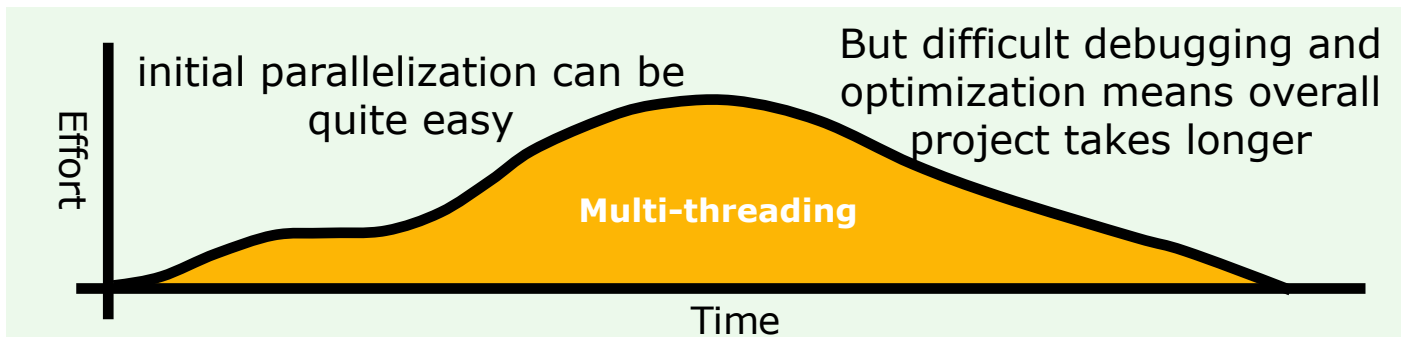 initial parallelization can be
quite easy
But difficult debugging and
optimization means overall
project takes longer
Effort
Multi-threading
Time